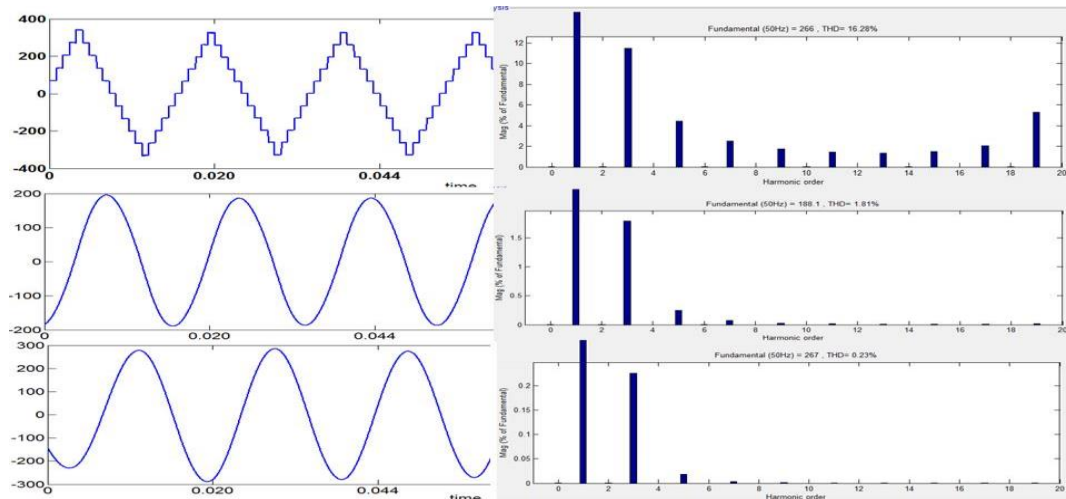 400
200
0
-200
-400
0
0.020
0.044
time
ysis
Fundamental (50Hz) = 266 , THD= 16.28%
Mag (% of Fundamental)
12
10
8
6
4
2
0
0 2 4 6 8 10 12 14 16 18 20
Harmonic order
200
100
0
-100
-200
0
0.020
0.044
Fundamental (50Hz) = 188.1 , THD= 1.81%
Mag (% of Fundamental)
1.5
1
0.5
0
0 2 4 6 8 10 12 14 16 18 20
Harmonic order
300
200
100
0
-100
-200
-300
0
0.020
0.044
time
Fundamental (50Hz) = 267 , THD= 0.23%
Mag (% of Fundamental)
0.2
0.15
0.1
0.05
0
0 2 4 6 8 10 12 14 16 18 20
Harmonic order